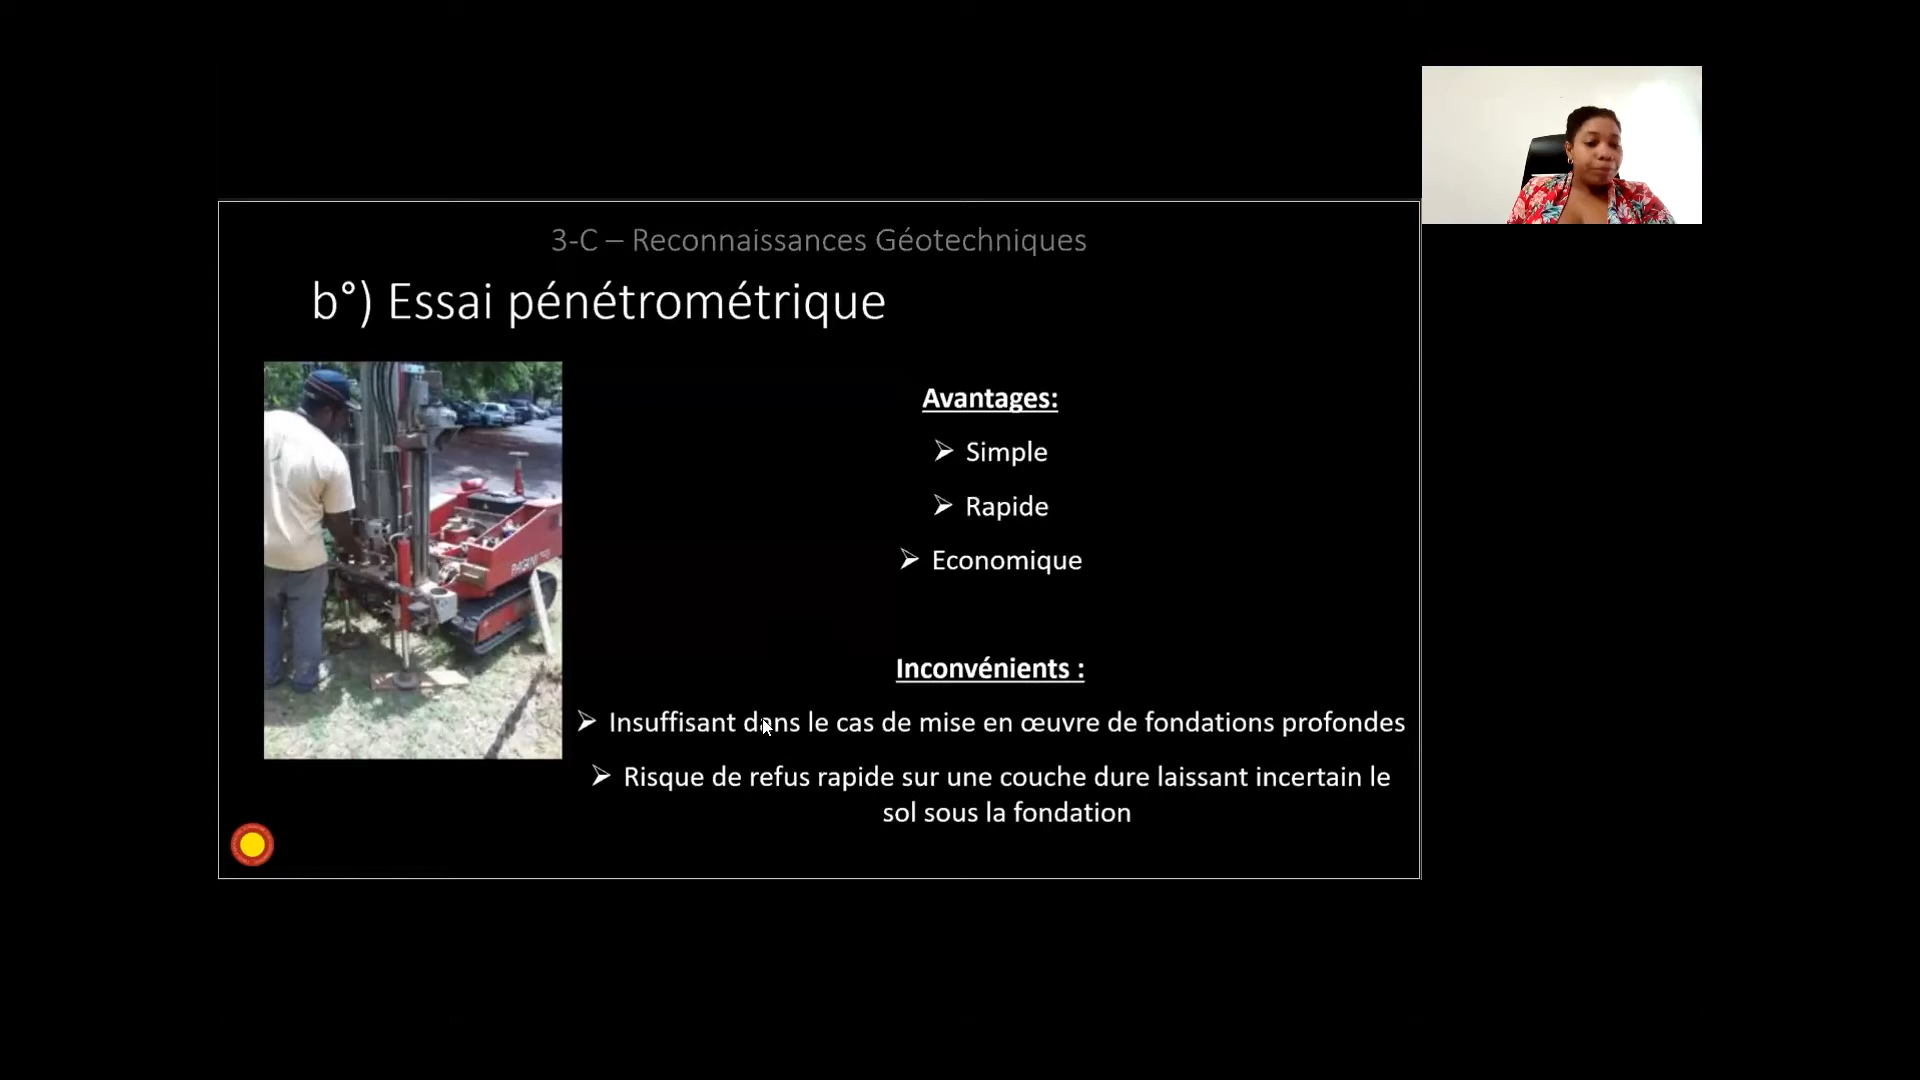 3-C – Reconnaissances Géotechniques
b°) Essai pénétrométrique
Avantages:
➢ Simple
➢ Rapide
➢ Economique
Inconvénients :
➢ Insuffisant dans le cas de mise en œuvre de fondations profondes
➢ Risque de refus rapide sur une couche dure laissant incertain le
sol sous la fondation